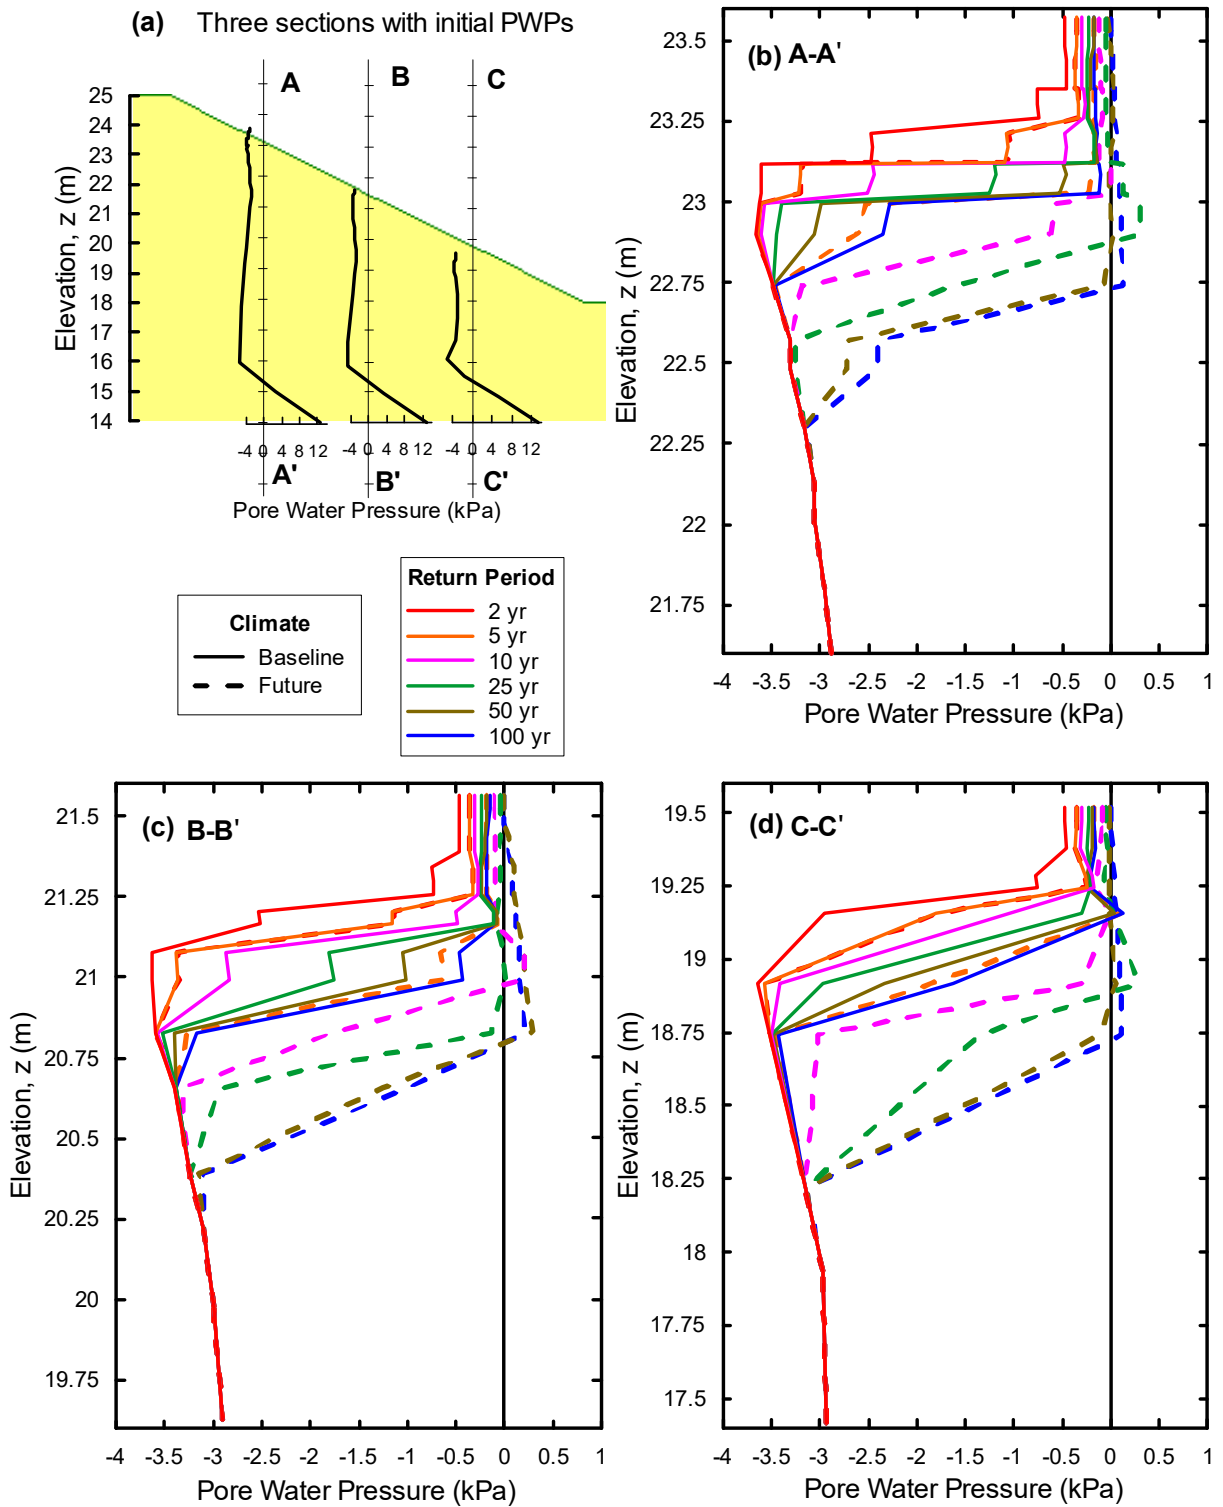 (a) Three sections with initial PWPs
A B C
Elevation, z (m)
25
24
23
22
21
20
19
18
17
16
15
14
-4 0 4 8 12 -4 0 4 8 12 -4 0 4 8 12
A' B' C'
Pore Water Pressure (kPa)
Climate
Baseline
Future
Return Period
2 yr
5 yr
10 yr
25 yr
50 yr
100 yr
(b) A-A'
Elevation, z (m)
23.5
23.25
23
22.75
22.5
22.25
22
21.75
-4 -3.5 -3 -2.5 -2 -1.5 -1 -0.5 0 0.5 1
Pore Water Pressure (kPa)
(c) B-B'
Elevation, z (m)
21.5
21.25
21
20.75
20.5
20.25
20
19.75
-4 -3.5 -3 -2.5 -2 -1.5 -1 -0.5 0 0.5 1
Pore Water Pressure (kPa)
(d) C-C'
Elevation, z (m)
19.5
19.25
19
18.75
18.5
18.25
18
17.75
17.5
-4 -3.5 -3 -2.5 -2 -1.5 -1 -0.5 0 0.5 1
Pore Water Pressure (kPa)